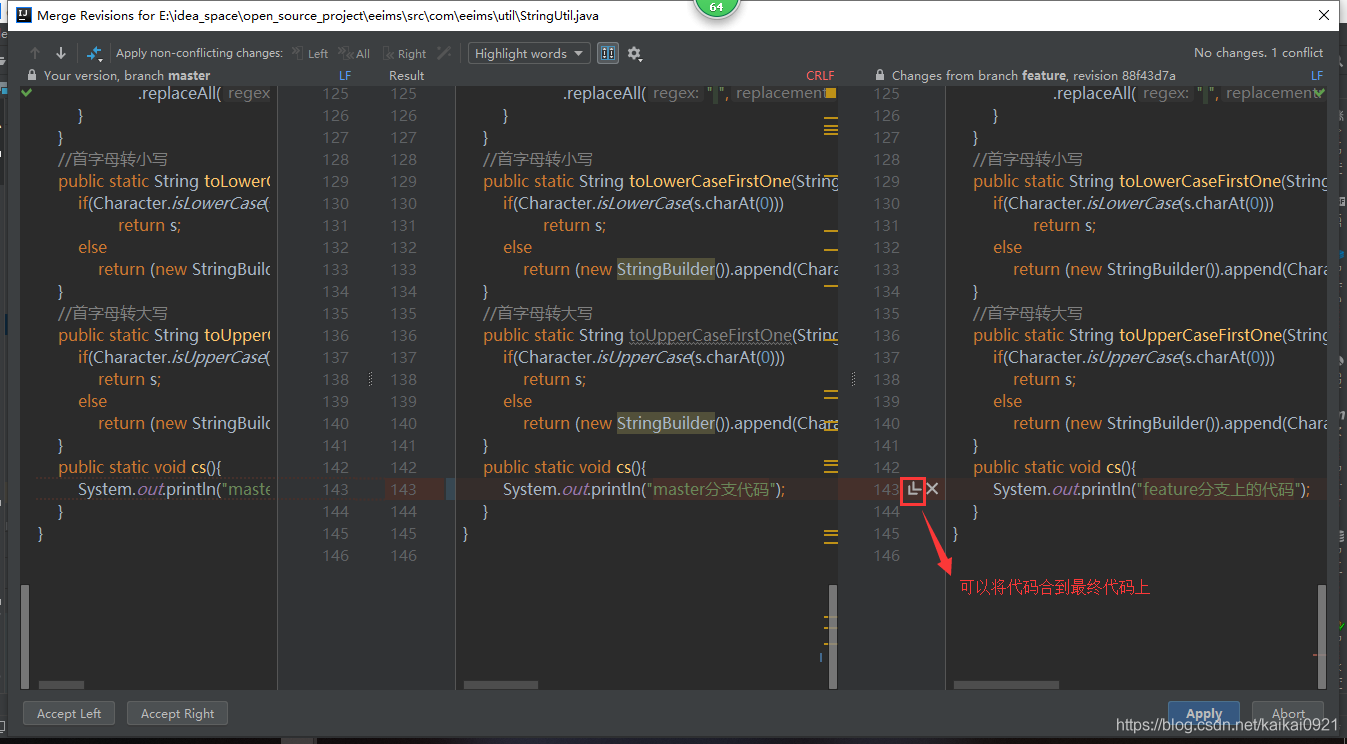 Merge Revisions for E:\idea_space\open_source_project\eeims\src\com\eeims\util\StringUtil.java
64
Apply non-conflicting changes: Left All Right Highlight words No changes. 1 conflict
Your version, branch master LF Result CRLF Changes from branch feature, revision 88f43d7a LF
.replaceAll( regex 125 125 .replaceAll( regex: " ", replacement 125 .replaceAll( regex: " ", replacement
} 126 126 } 126 }
} 127 127 } 127 }
//首字母转小写 128 128 //首字母转小写 128 //首字母转小写
public static String toLowerC 129 129 public static String toLowerCaseFirstOne(String 129 public static String toLowerCaseFirstOne(String
if(Character.isLowerCase( 130 130 if(Character.isLowerCase(s.charAt(0))) 130 if(Character.isLowerCase(s.charAt(0)))
return s; 131 131 return s; 131 return s;
else 132 132 else 132 else
return (new StringBuild 133 133 return (new StringBuilder()).append(Chara 133 return (new StringBuilder()).append(Chara
} 134 134 } 134 }
//首字母转大写 135 135 //首字母转大写 135 //首字母转大写
public static String toUpper 136 136 public static String toUpperCaseFirstOne(String 136 public static String toUpperCaseFirstOne(String
if(Character.isUpperCase( 137 137 if(Character.isUpperCase(s.charAt(0))) 137 if(Character.isUpperCase(s.charAt(0)))
return s; 138 138 return s; 138 return s;
else 139 139 else 139 else
return (new StringBuild 140 140 return (new StringBuilder()).append(Chara 140 return (new StringBuilder()).append(Chara
} 141 141 } 141 }
public static void cs(){ 142 142 public static void cs(){ 142 public static void cs(){
System.out.println("maste 143 143 System.out.println("master分支代码"); 143 System.out.println("feature分支上的代码");
} 144 144 } 144 }
} 145 145 } 145 }
146 146 146
可以将代码合到最终代码上
Accept Left Accept Right Apply Abort
https://blog.csdn.net/kaikai0921